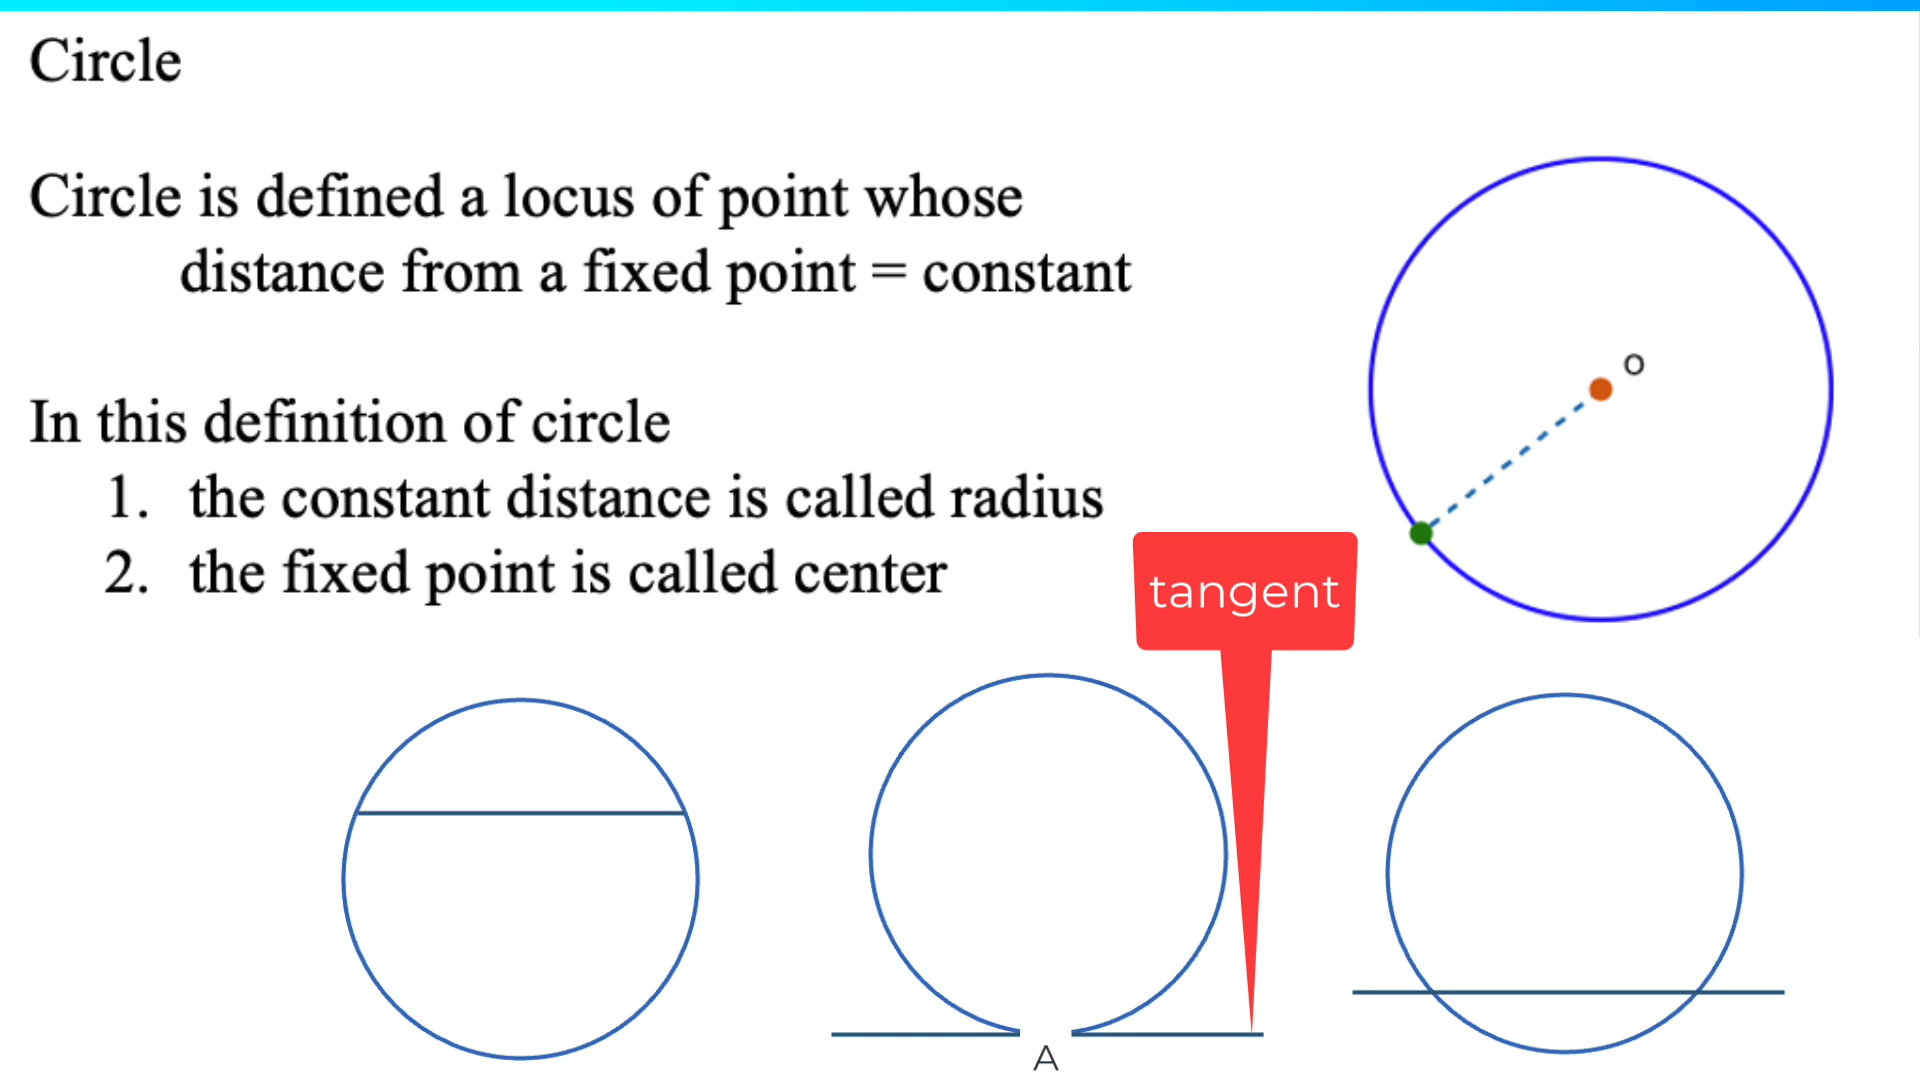 Circle
Circle is defined a locus of point whose
distance from a fixed point = constant
In this definition of circle
1. the constant distance is called radius
2. the fixed point is called center
O
tangent
A